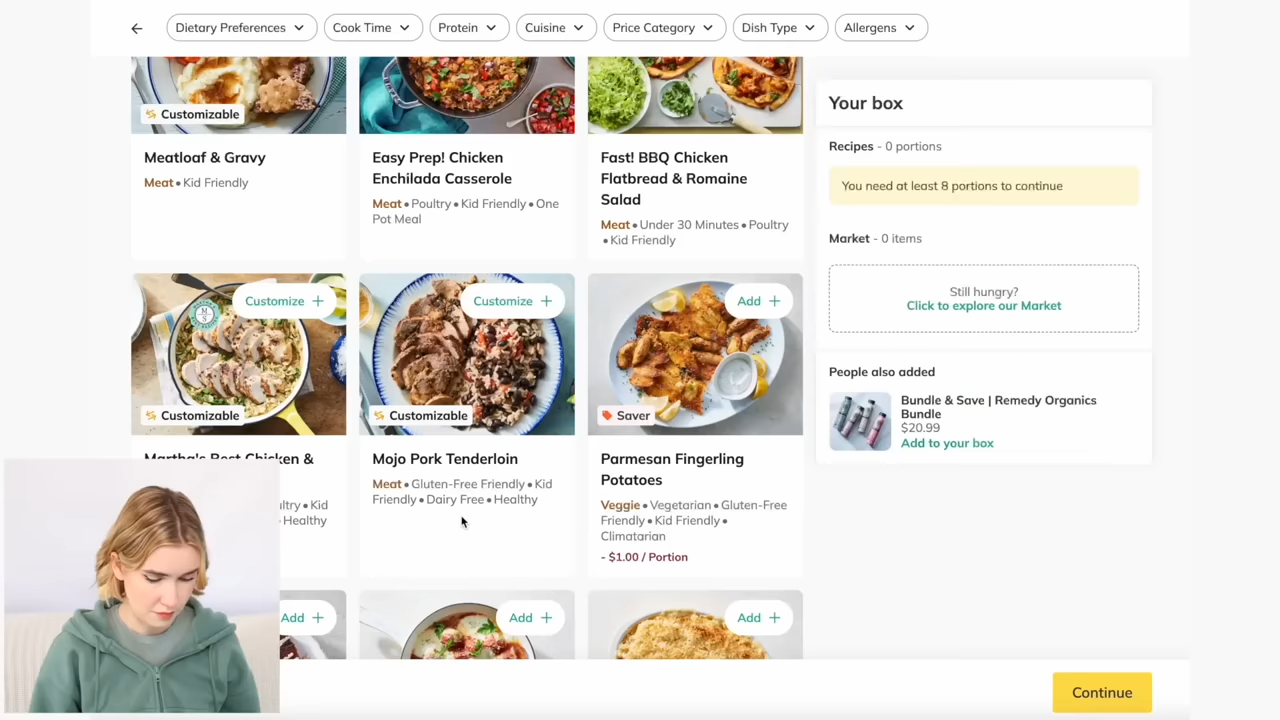 Dietary Preferences
Cook Time
Protein
Cuisine
Price Category
Dish Type
Allergens
Customizable
Meatloaf & Gravy
Meat • Kid Friendly
Easy Prep! Chicken
Enchilada Casserole
Meat • Poultry • Kid Friendly • One
Pot Meal
Fast! BBQ Chicken
Flatbread & Romaine
Salad
Meat • Under 30 Minutes • Poultry
• Kid Friendly
Customize +
M
S
Customizable
Martha's Best Chicken &
Kid
Healthy
Customize +
Customizable
Mojo Pork Tenderloin
Meat • Gluten-Free Friendly • Kid
Friendly • Dairy Free • Healthy
Add +
Saver
Parmesan Fingerling
Potatoes
Veggie • Vegetarian • Gluten-Free
Friendly • Kid Friendly •
Climatarian
- $1.00 / Portion
Add +
Add +
Add +
Your box
Recipes - 0 portions
You need at least 8 portions to continue
Market - 0 items
Still hungry?
Click to explore our Market
People also added
Bundle & Save | Remedy Organics
Bundle
$20.99
Add to your box
Continue